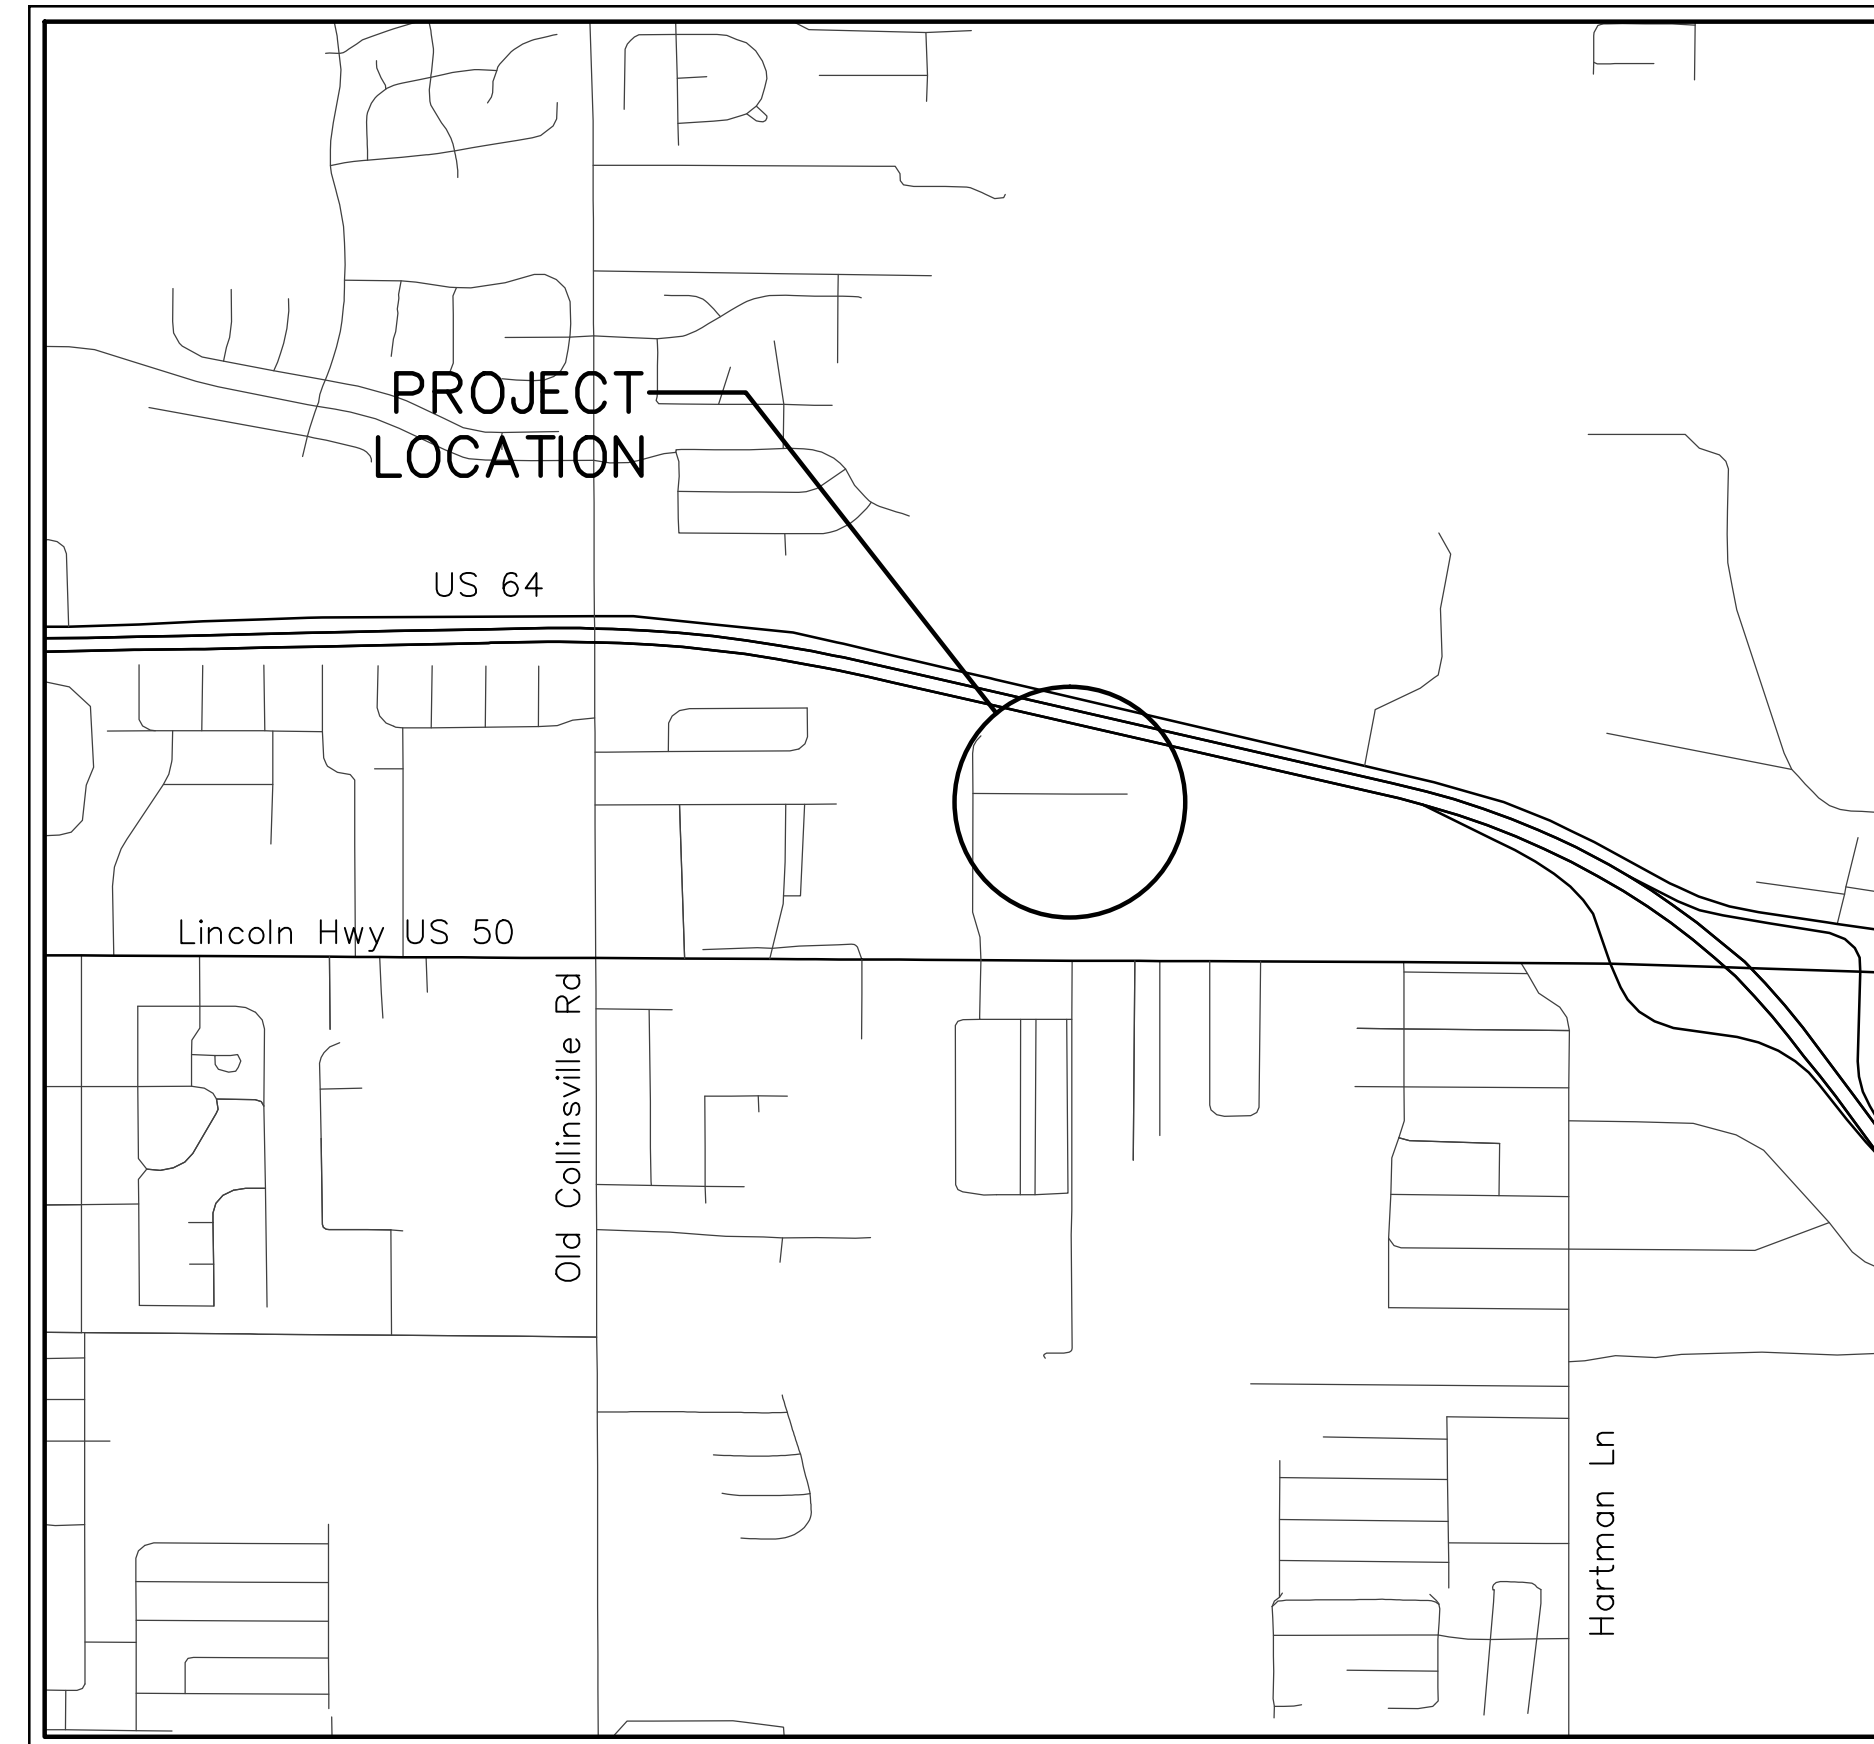 PROJECT
LOCATION
US 64
Lincoln Hwy US 50
Old Collinsville Rd
Hartman Ln